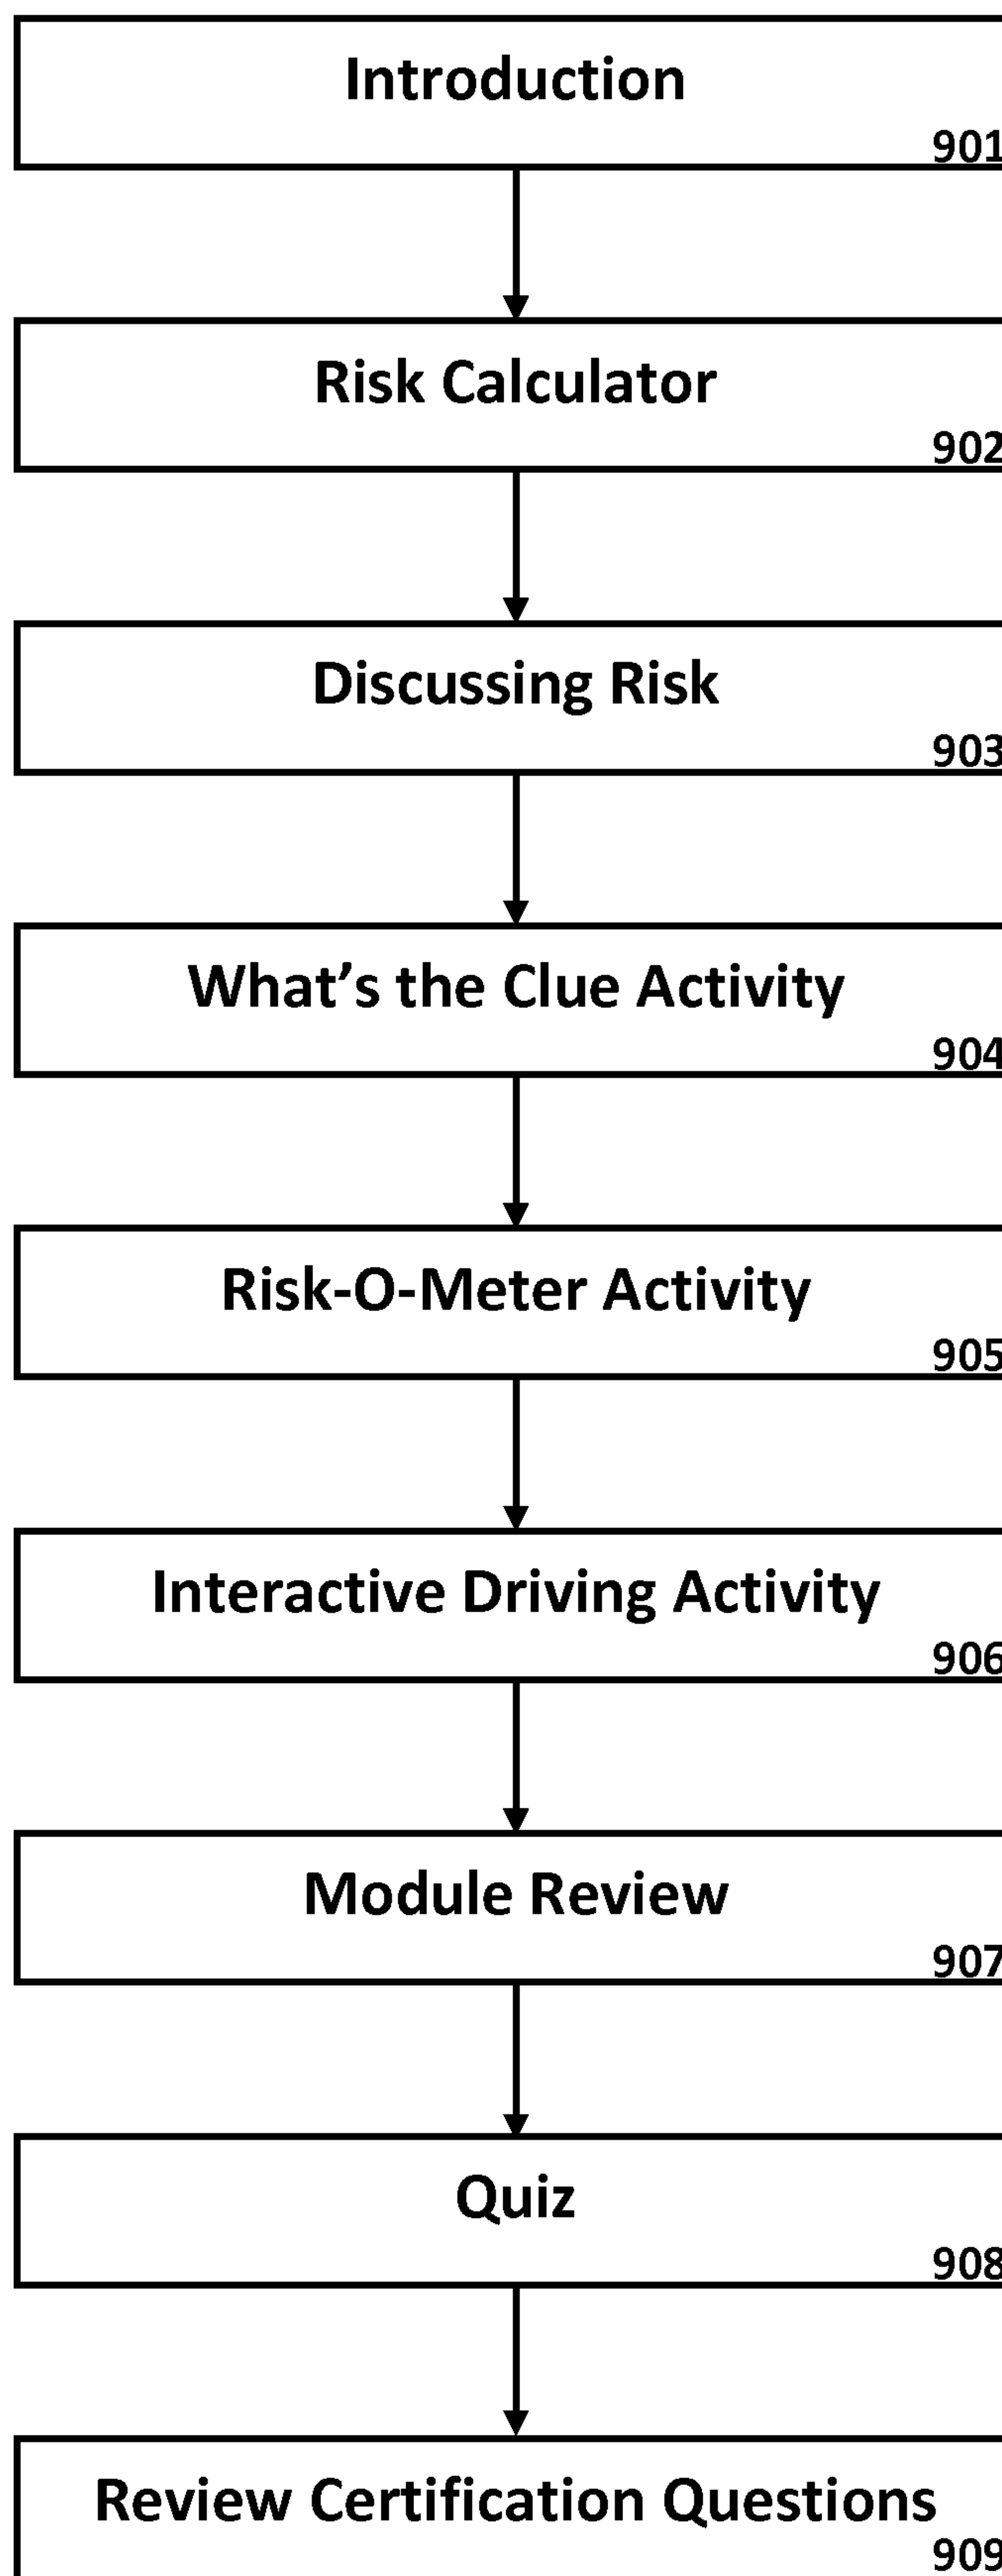 Introduction
901
Risk Calculator
902
Discussing Risk
903
What’s the Clue Activity
904
Risk-O-Meter Activity
905
Interactive Driving Activity
906
Module Review
907
Quiz
908
Review Certification Questions
909